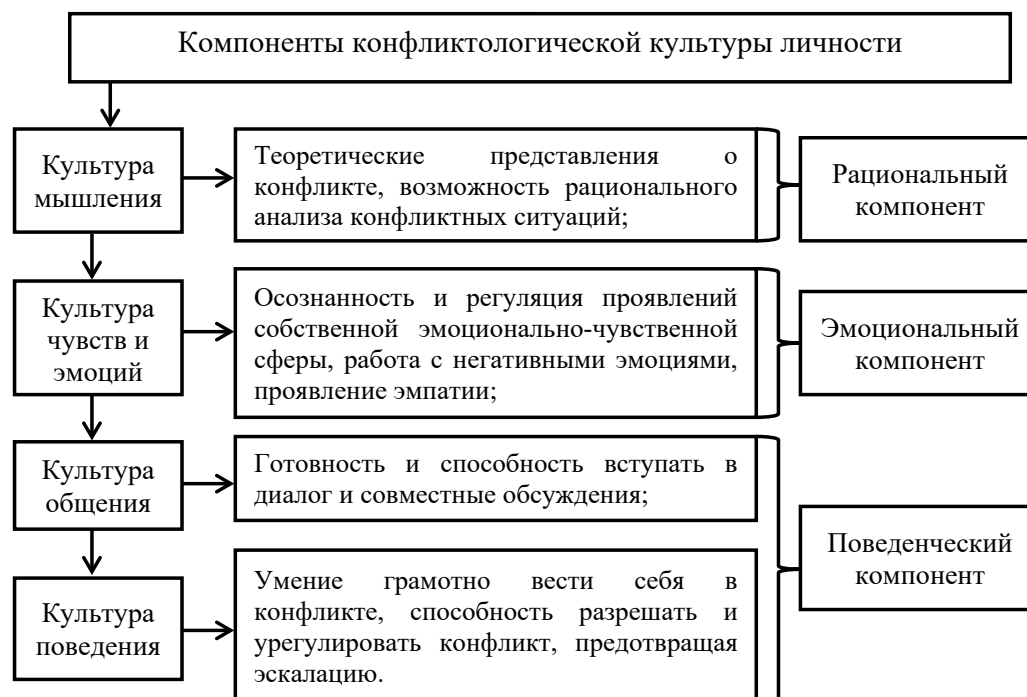 Компоненты конфликтологической культуры личности
Культура
мышления
Теоретические представления о
конфликте, возможность рационального
анализа конфликтных ситуаций;
Рациональный
компонент
Культура
чувств и
эмоций
Осознанность и регуляция проявлений
собственной эмоционально-чувственной
сферы, работа с негативными эмоциями,
проявление эмпатии;
Эмоциональный
компонент
Культура
общения
Готовность и способность вступать в
диалог и совместные обсуждения;
Поведенческий
компонент
Культура
поведения
Умение грамотно вести себя в
конфликте, способность разрешать и
урегулировать конфликт, предотвращая
эскалацию.